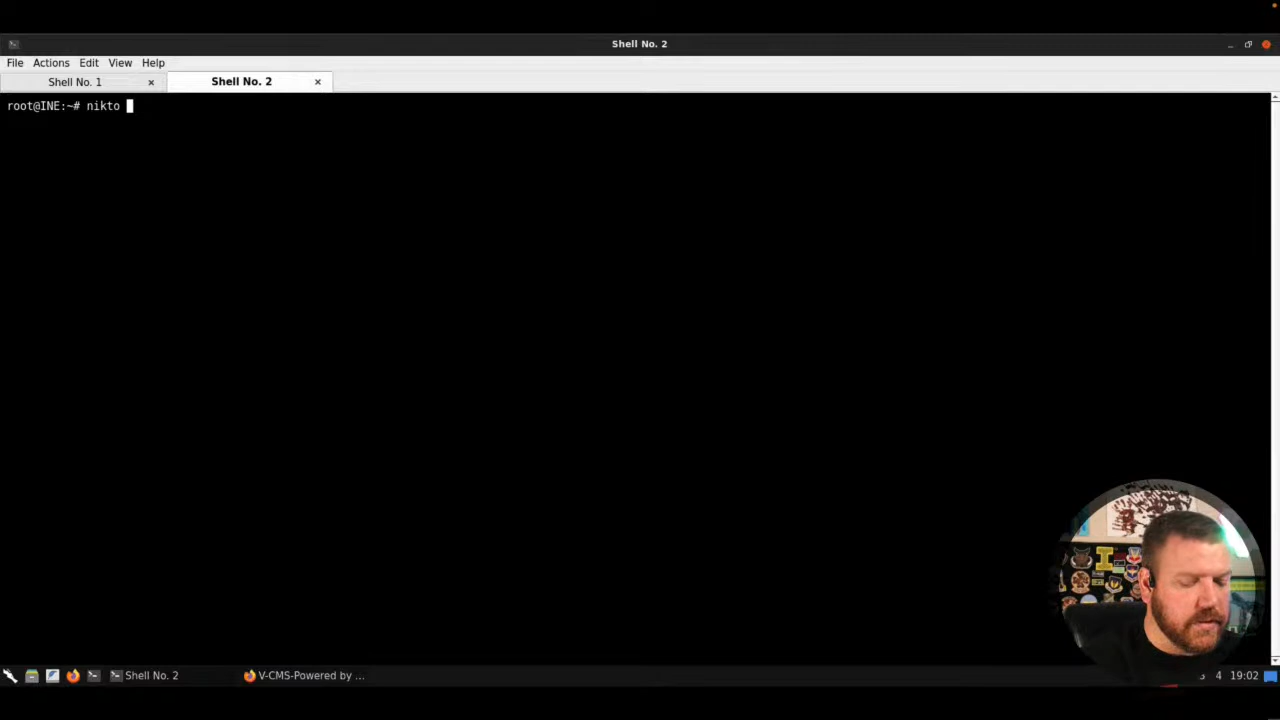 Shell No. 2
File Actions Edit View Help
Shell No. 1 × Shell No. 2 ×
root@INE:~# nikto
Shell No. 2 V-CMS-Powered by ... 4 19:02